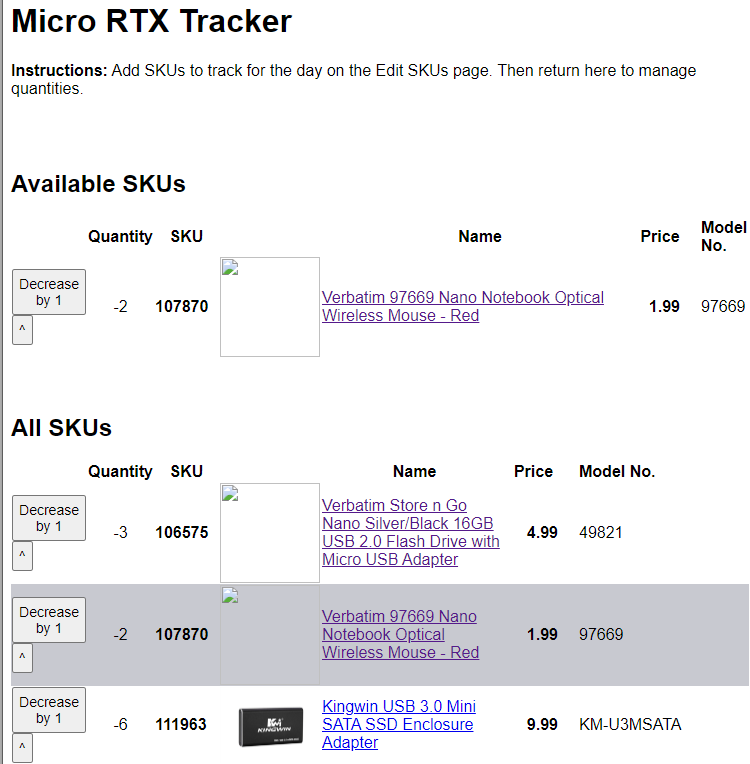 Micro RTX Tracker
Instructions: Add SKUs to track for the day on the Edit SKUs page. Then return here to manage
quantities.
Available SKUs
Quantity SKU Name Price Model
No.
Decrease
by 1
^
-2 107870 Verbatim 97669 Nano Notebook Optical
Wireless Mouse - Red
1.99 97669
All SKUs
Quantity SKU Name Price Model No.
Decrease
by 1
^
-3 106575 Verbatim Store n Go
Nano Silver/Black 16GB
USB 2.0 Flash Drive with
Micro USB Adapter
4.99 49821
Decrease
by 1
^
-2 107870 Verbatim 97669 Nano
Notebook Optical
Wireless Mouse - Red
1.99 97669
Decrease
by 1
^
-6 111963 KM
KINGWIN
Kingwin USB 3.0 Mini
SATA SSD Enclosure
Adapter
9.99 KM-U3MSATA